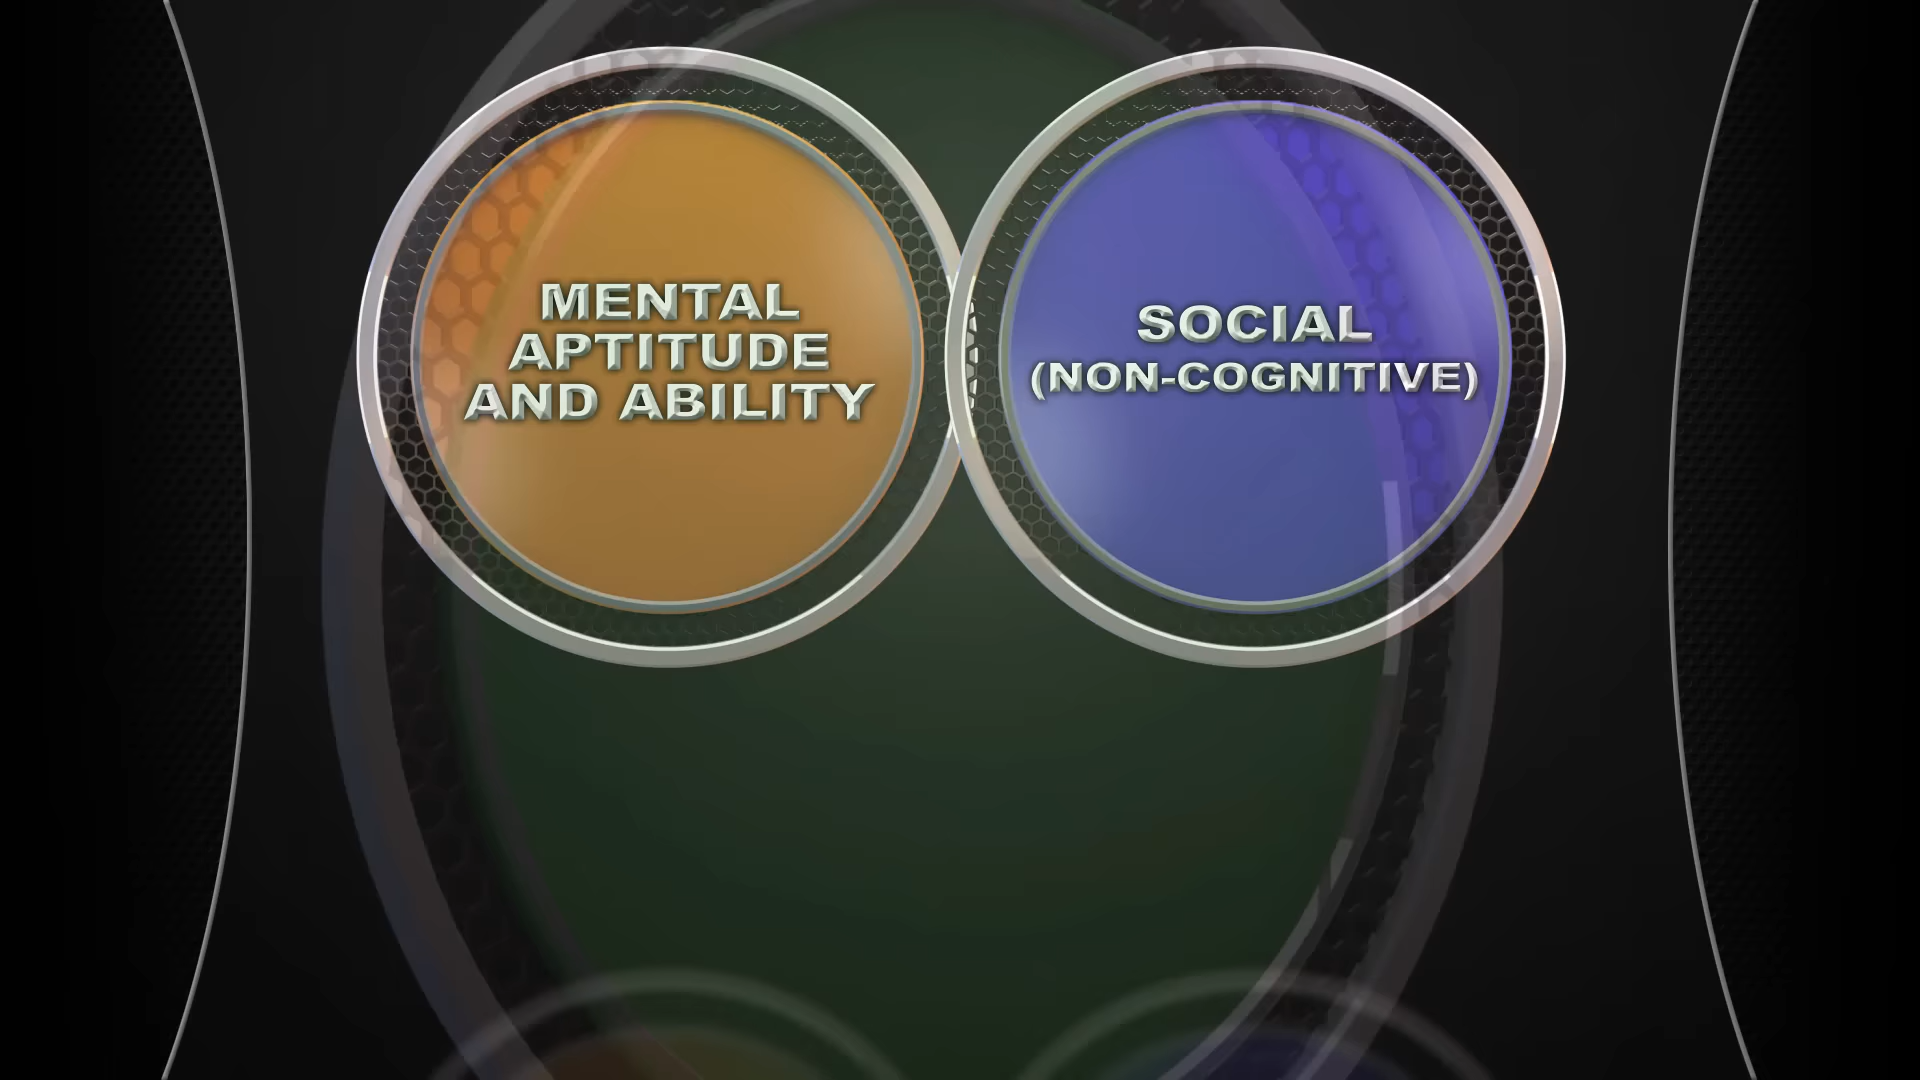 MENTAL
APTITUDE
AND ABILITY
SOCIAL
(NON-COGNITIVE)